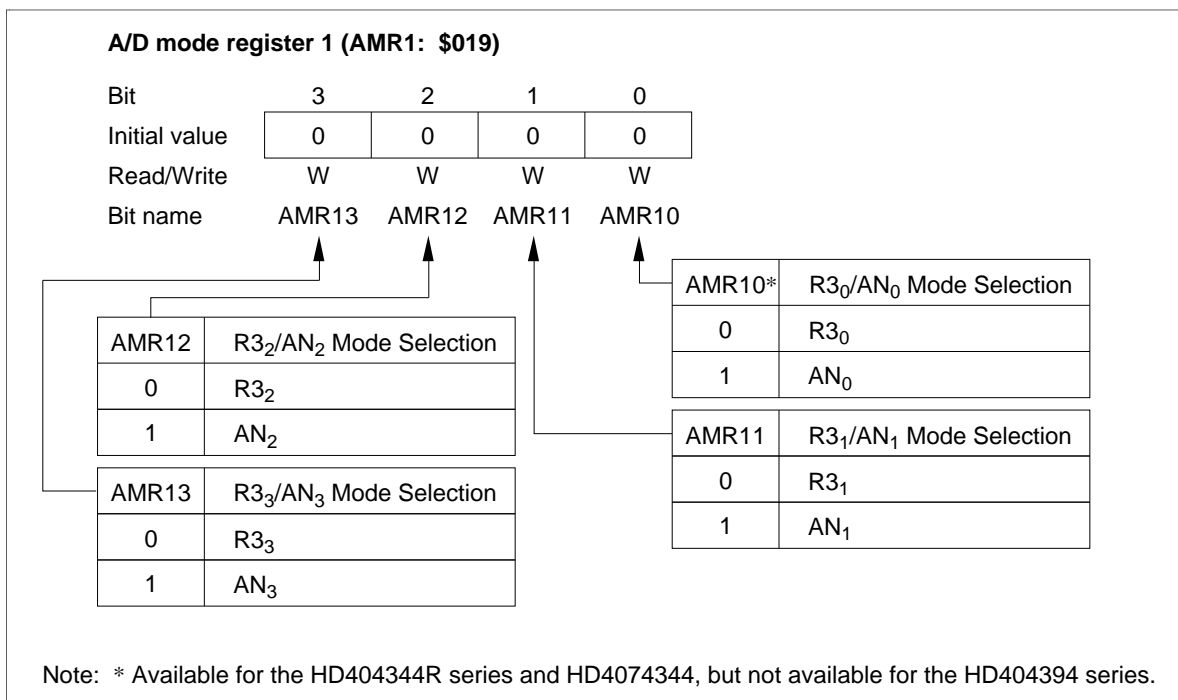 A/D mode register 1 (AMR1: $019)
Bit 3 2 1 0
Initial value 0 0 0 0
Read/Write W W W W
Bit name AMR13 AMR12 AMR11 AMR10
AMR12 R3₂/AN₂ Mode Selection
0 R3₂
1 AN₂
AMR13 R3₃/AN₃ Mode Selection
0 R3₃
1 AN₃
AMR10* R3₀/AN₀ Mode Selection
0 R3₀
1 AN₀
AMR11 R3₁/AN₁ Mode Selection
0 R3₁
1 AN₁
Note: * Available for the HD404344R series and HD4074344, but not available for the HD404394 series.